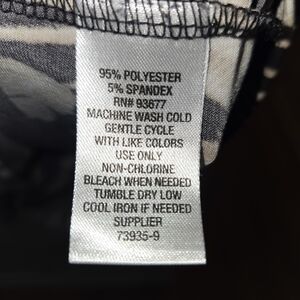 95% POLYESTER
5% SPANDEX
RN# 93677
MACHINE WASH COLD
GENTLE CYCLE
WITH LIKE COLORS
USE ONLY
NON-CHLORINE
BLEACH WHEN NEEDED
TUMBLE DRY LOW
COOL IRON IF NEEDED
SUPPLIER
73935-9